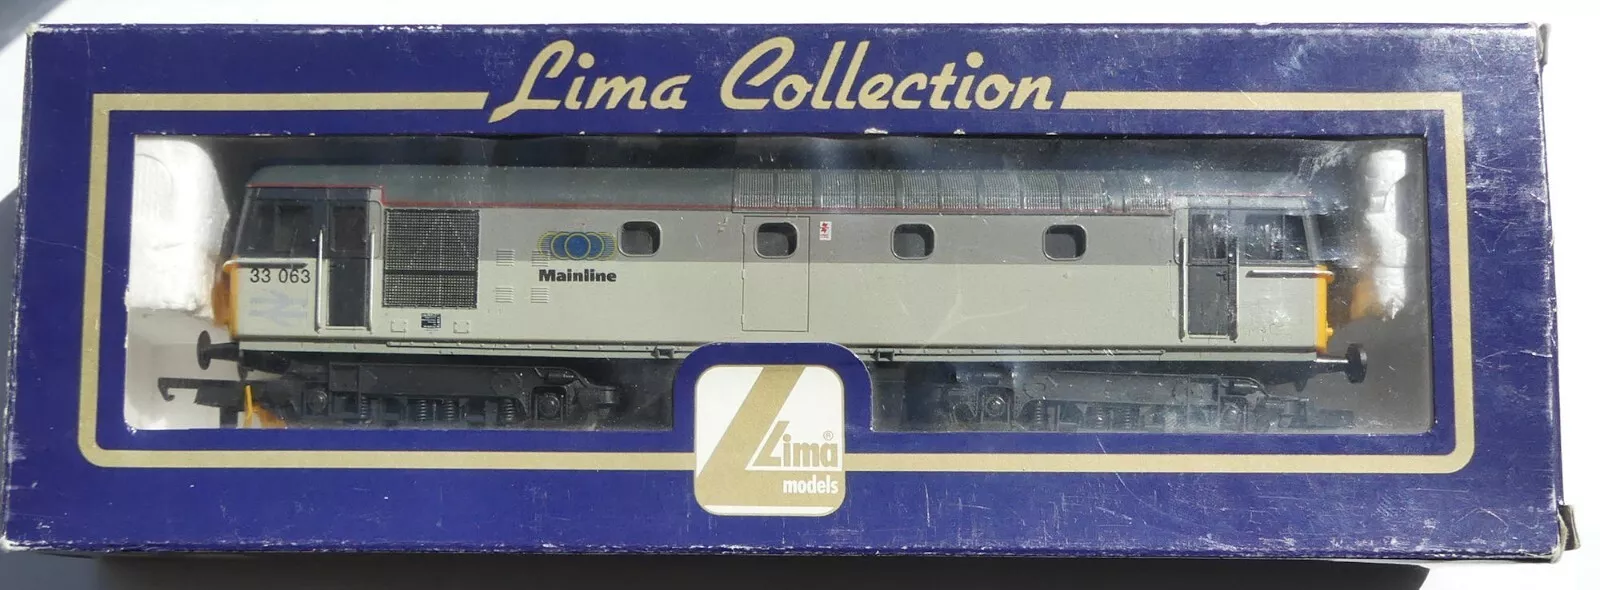 Lima Collection
33 063
Mainline
Lima®
models